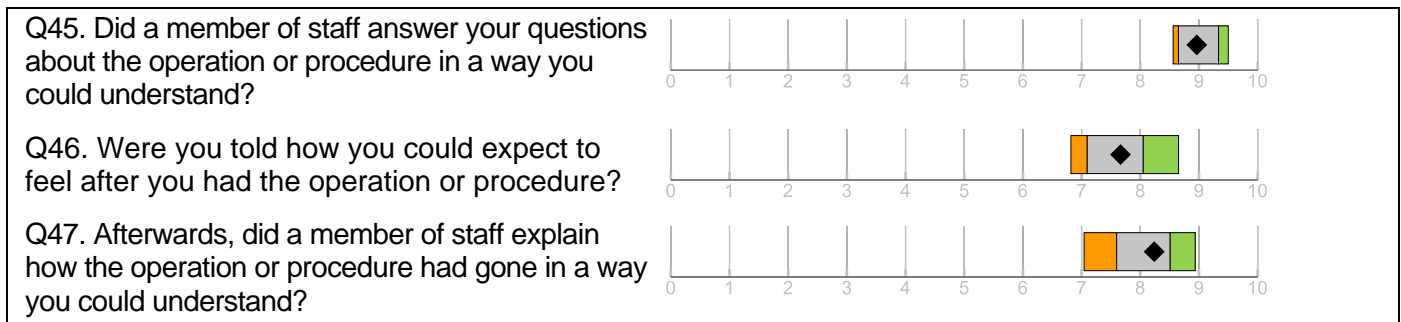 Q45. Did a member of staff answer your questions
about the operation or procedure in a way you
could understand?
0 1 2 3 4 5 6 7 8 9 10
Q46. Were you told how you could expect to
feel after you had the operation or procedure?
0 1 2 3 4 5 6 7 8 9 10
Q47. Afterwards, did a member of staff explain
how the operation or procedure had gone in a way
you could understand?
0 1 2 3 4 5 6 7 8 9 10